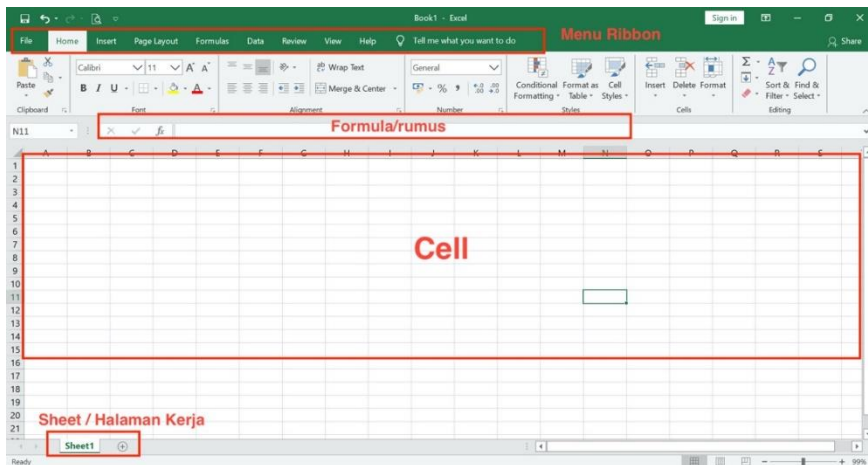 Book1 - Excel
Sign in
File Home Insert Page Layout Formulas Data Review View Help Tell me what you want to do
Menu Ribbon
Share
Paste
Calibri 11 A A
Wrap Text
General
B I U A
Merge & Center
% ,
Conditional Formatting
Format as Table
Cell Styles
Insert Delete Format
Sort & Filter
Find & Select
Clipboard Font Alignment Number Styles Cells Editing
N11 fx
Formula/rumus
A B C D E F G H I J K L M N O P Q R S
1
2
3
4
5
6
7
Cell
8
9
10
11
12
13
14
15
16
17
18
19
20
Sheet / Halaman Kerja
21
Sheet1
Ready
99%